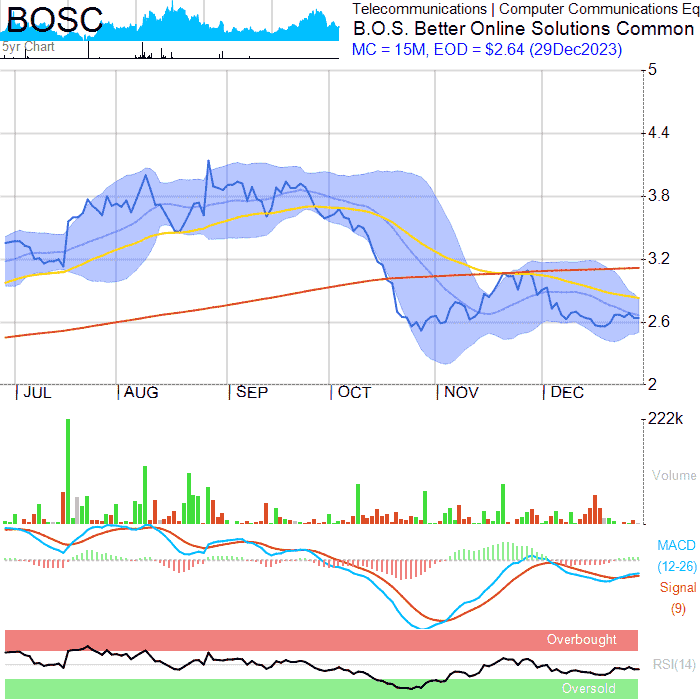 BOSC
5yr Chart
Telecommunications | Computer Communications Eq
B.O.S. Better Online Solutions Common
MC = 15M, EOD = $2.64 (29Dec2023)
5
4.4
3.8
3.2
2.6
2
JUL AUG SEP OCT NOV DEC
222k
Volume
MACD
(12-26)
Signal
(9)
Overbought
RSI(14)
Oversold